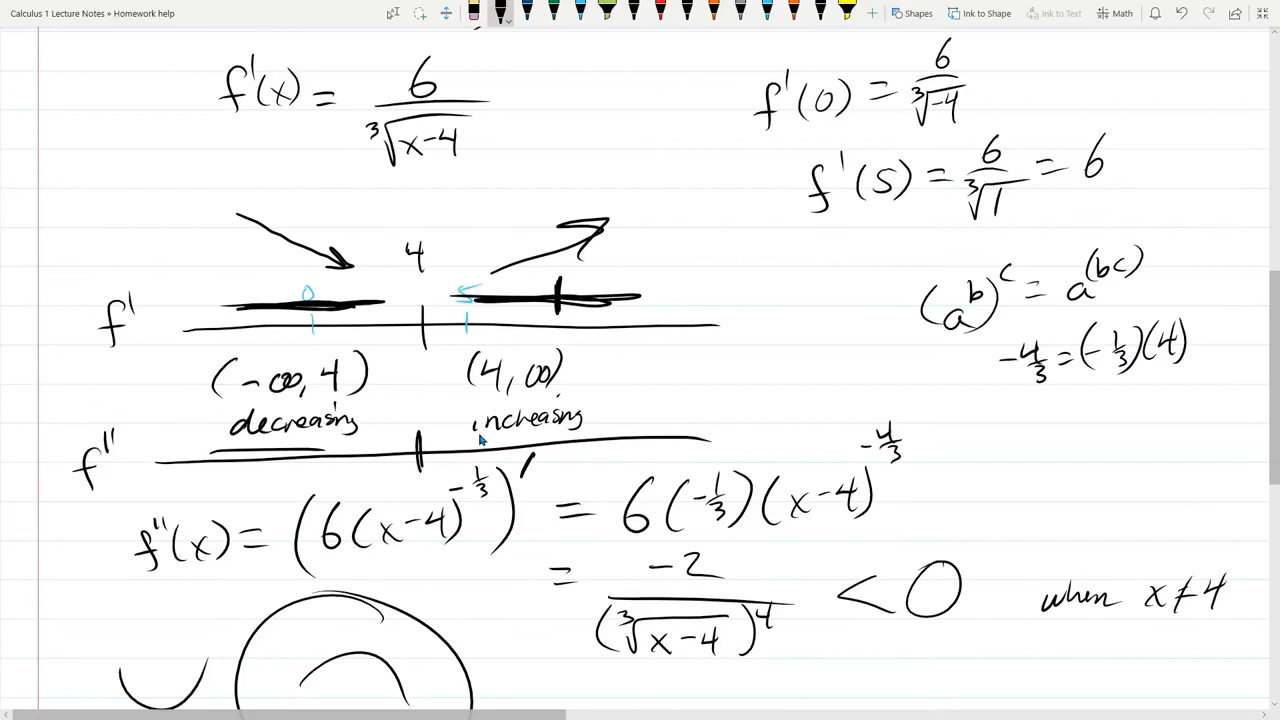 Calculus 1 Lecture Notes » Homework help
Shapes Ink to Shape Ink to Text Math
f'(x) = 6/∛(x-4)
f'(0) = 6/∛(-4)
f'(5) = 6/∛1 = 6
4
0 5
f'
(-∞, 4) (4, ∞)
decreasing increasing
(a^b)^c = a^(bc)
-4/3 = (-1/3)(4)
f''
f''(x) = (6(x-4)^(-1/3))' = 6(-1/3)(x-4)^(-4/3)
= -2/(∛(x-4))^4 < 0 when x≠4